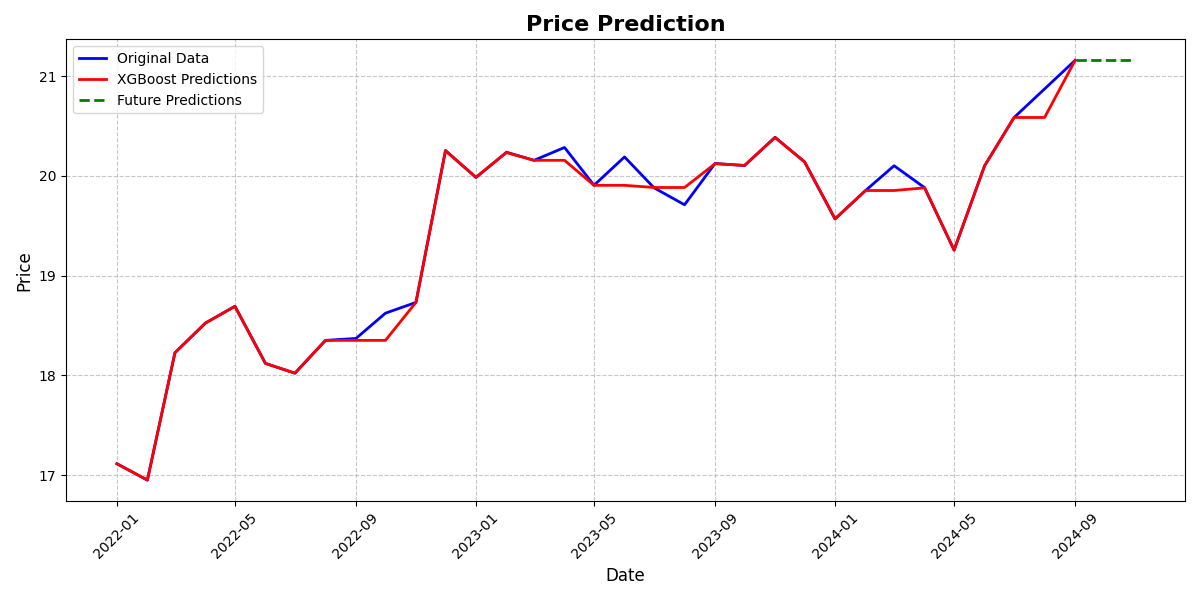 Price Prediction
Original Data
XGBoost Predictions
Future Predictions
Price
21
20
19
18
17
2022-01
2022-05
2022-09
2023-01
2023-05
2023-09
2024-01
2024-05
2024-09
Date